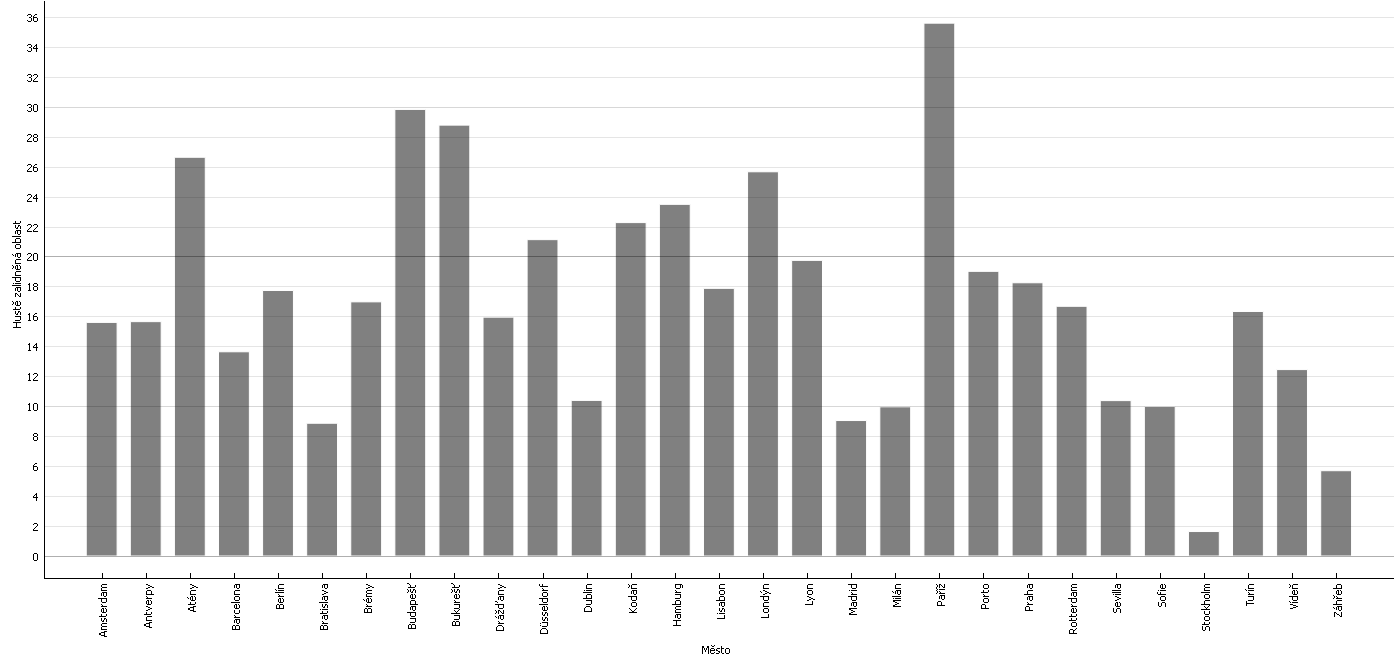 36
34
32
30
28
26
24
22
20
18
16
14
12
10
8
6
4
2
0
Hustě zalidněná oblast
Amsterdam
Antverpy
Atény
Barcelona
Berlín
Bratislava
Brémy
Budapešť
Bukurešť
Drážďany
Düsseldorf
Dublin
Kodaň
Hamburg
Lisabon
Londýn
Lyon
Madrid
Milán
Paříž
Porto
Praha
Rotterdam
Sevilla
Sofie
Stockholm
Turín
Vídeň
Záhřeb
Město